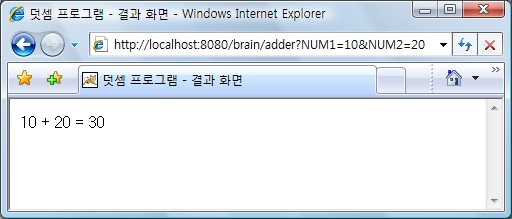 덧셈 프로그램 - 결과 화면 - Windows Internet Explorer
http://localhost:8080/brain/adder?NUM1=10&NUM2=20
덧셈 프로그램 - 결과 화면
10 + 20 = 30